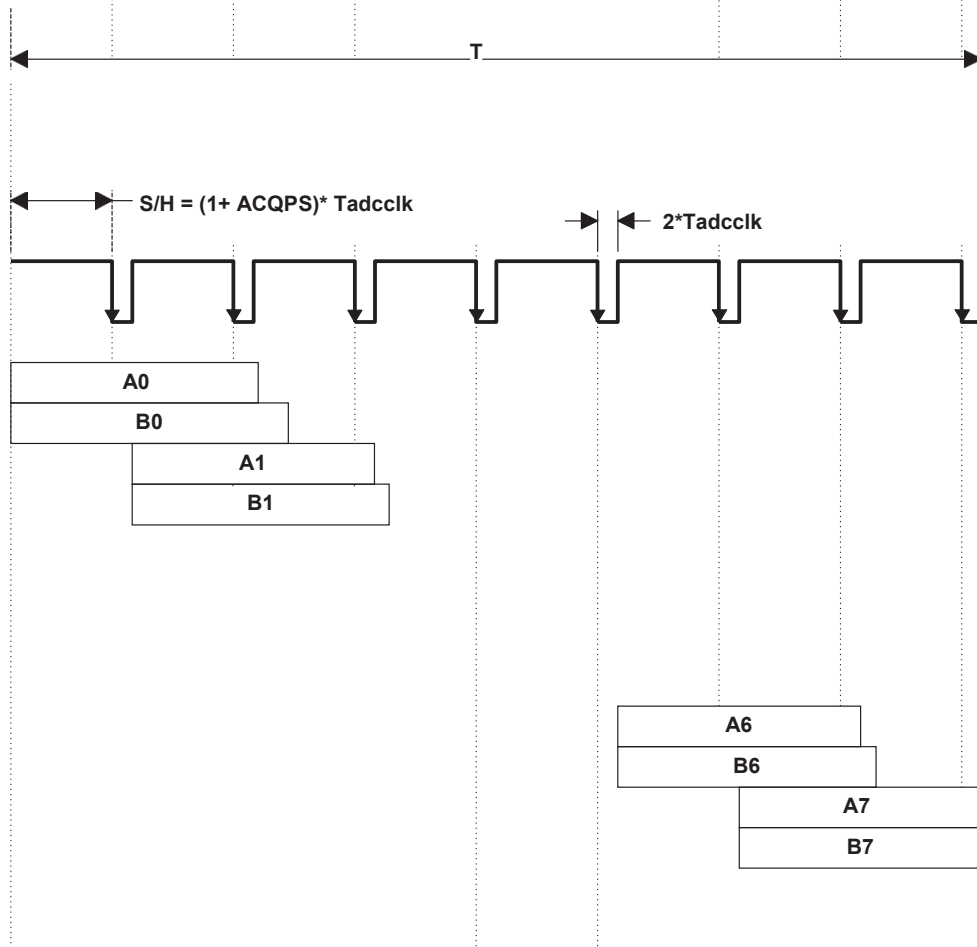 T
S/H = (1+ ACQPS)* Tadcclk
2*Tadcclk
A0
B0
A1
B1
A6
B6
A7
B7